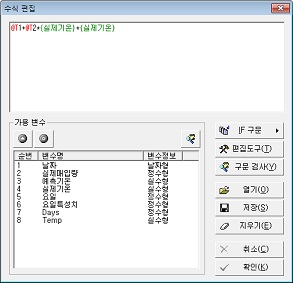 수식 편집
@T1+@T2*(실제기온)+(실제기온)
가용 변수
순번 변수명 변수정보
1 날짜 날짜형
2 실제매입량 정수형
3 예측기온 실수형
4 실제기온 실수형
5 요일 정수형
6 요일특성치 정수형
7 Days 정수형
8 Temp 실수형
IF 구문
편집도구(T)
구문 검사(Y)
열기(O)
저장(S)
지우기(E)
취소(C)
확인(K)